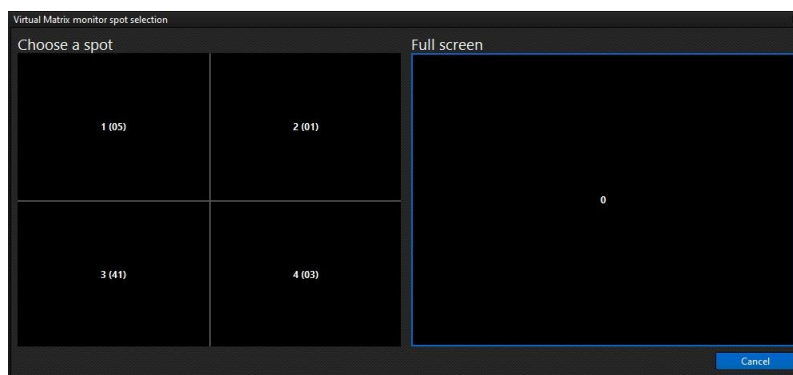 Virtual Matrix monitor spot selection
Choose a spot
Full screen
1 (05)
2 (01)
0
3 (41)
4 (03)
Cancel